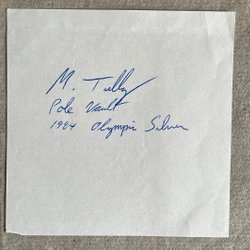 M. Tully
Pole Vault
1984 Olympic Silver